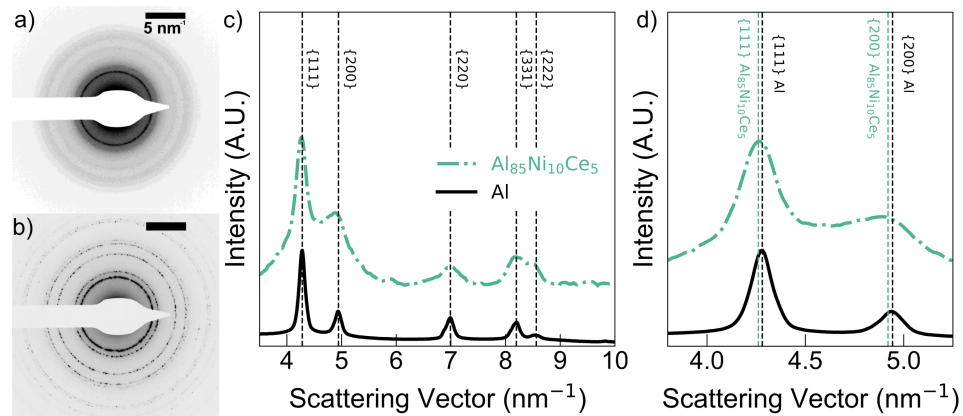 a)
5 nm⁻¹
b)
c)
Intensity (A.U.)
{111}
{200}
{220}
{331}
{222}
Al₈₅Ni₁₀Ce₅
Al
4
5
6
7
8
9
10
Scattering Vector (nm⁻¹)
d)
Intensity (A.U.)
{111} Al₈₅Ni₁₀Ce₅
{111} Al
{200} Al₈₅Ni₁₀Ce₅
{200} Al
4.0
4.5
5.0
Scattering Vector (nm⁻¹)